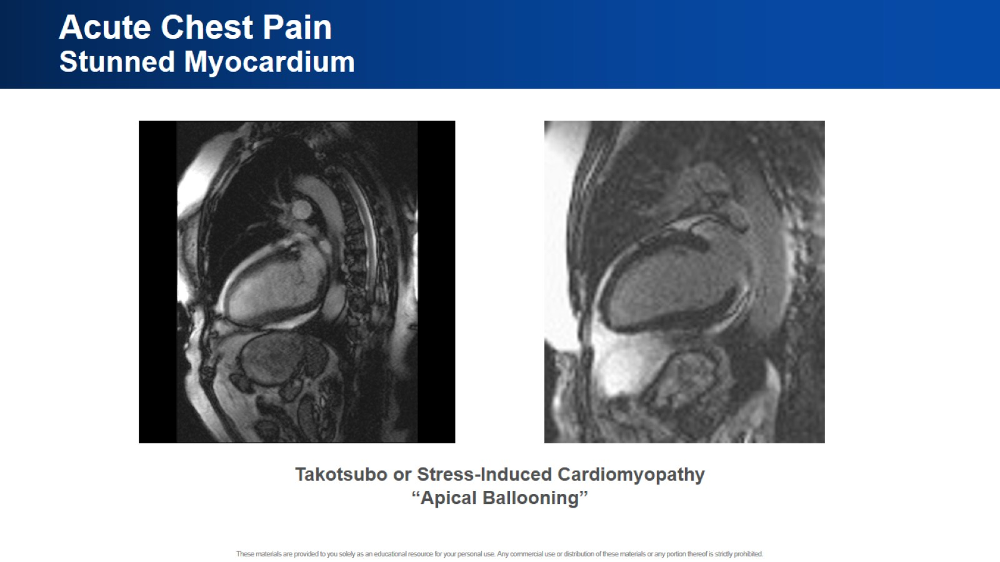 Acute Chest Pain
Stunned Myocardium
Takotsubo or Stress-Induced Cardiomyopathy
“Apical Ballooning”
These materials are provided to you solely as an educational resource for your personal use. Any commercial use or distribution of these materials or any portion thereof is strictly prohibited.